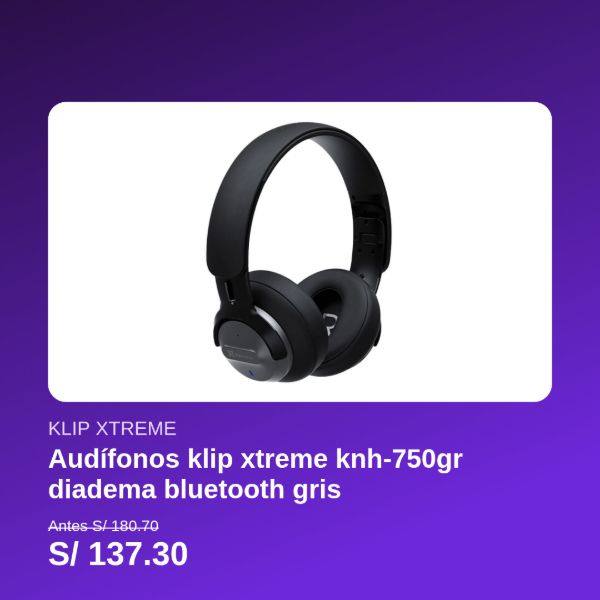 KLIP XTREME
Audífonos klip xtreme knh-750gr
diadema bluetooth gris
Antes S/ 180.70
S/ 137.30